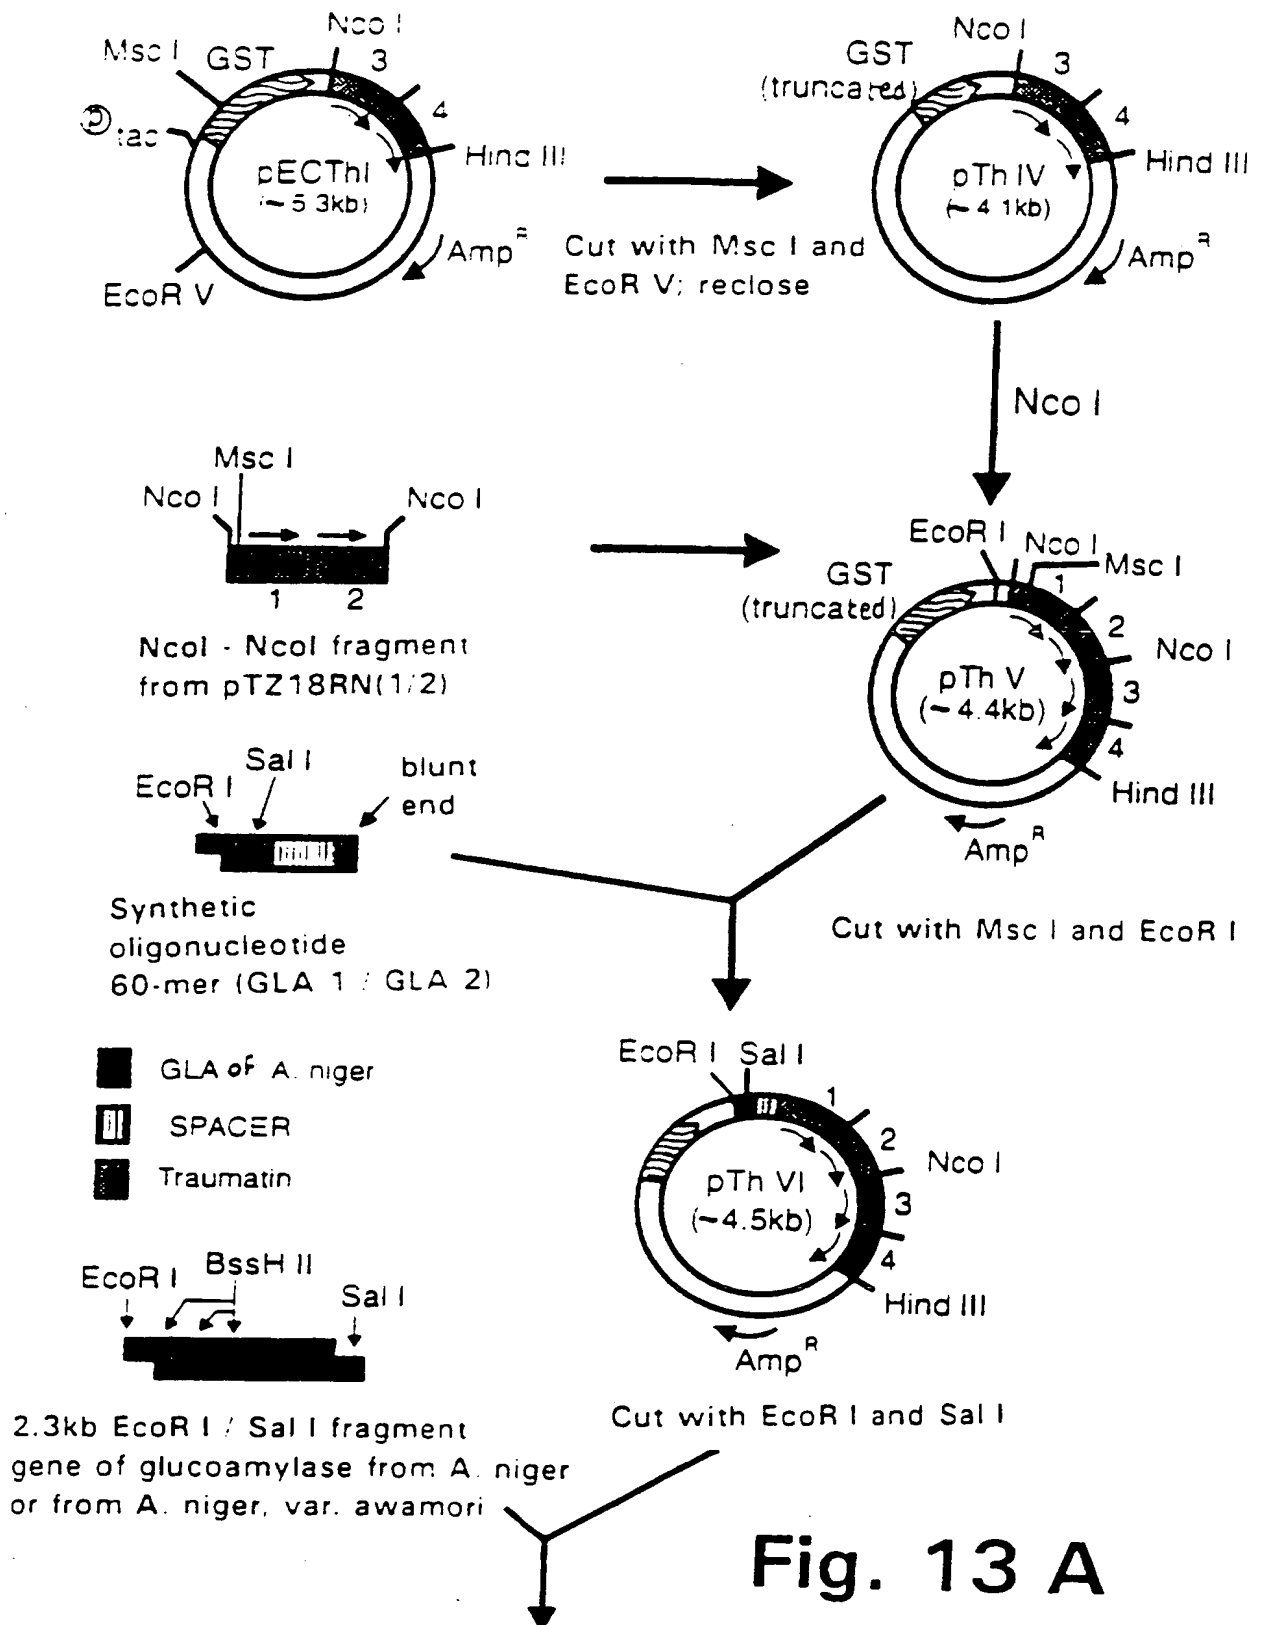 Msc I
GST
Nco I
3
4
P tac
Hind III
pECThI
(~ 5.3kb)
Amp R
EcoR V
Cut with Msc I and
EcoR V; reclose
GST
(truncated)
Nco I
3
4
Hind III
pTh IV
(~ 4.1kb)
Amp R
Nco I
Msc I
Nco I
Nco I
1 2
NcoI - NcoI fragment
from pTZ18RN(1/2)
EcoR I
Nco I
Msc I
GST
(truncated)
1
2
Nco I
3
4
pTh V
(~4.4kb)
Hind III
Amp R
EcoR I
Sal I
blunt
end
Synthetic
oligonucleotide
60-mer (GLA 1 / GLA 2)
Cut with Msc I and EcoR I
GLA of A. niger
SPACER
Traumatin
EcoR I
Sal I
1
2
Nco I
3
4
pTh VI
(~4.5kb)
Hind III
Amp R
EcoR I
BssH II
Sal I
2.3kb EcoR I / Sal I fragment
gene of glucoamylase from A. niger
or from A. niger, var. awamori
Cut with EcoR I and Sal I
Fig. 13 A